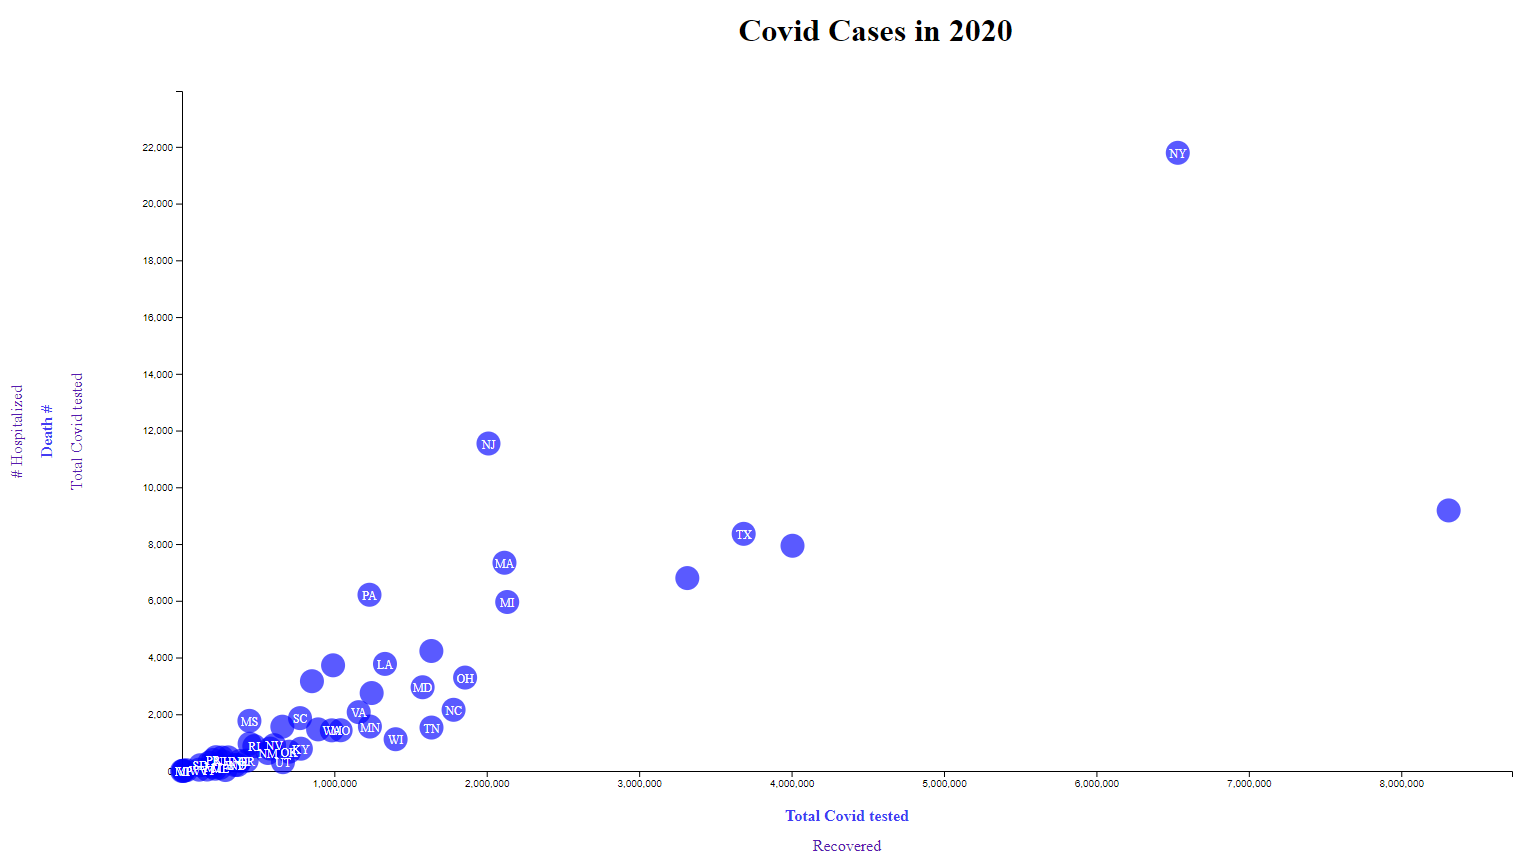 Covid Cases in 2020
22,000
NY
20,000
18,000
16,000
14,000
# Hospitalized
Death #
Total Covid tested
12,000
NJ
10,000
8,000
TX
MA
6,000
PA
MI
4,000
LA
OH
MD
2,000
NC
VA
SC
MS
MN
TN
WI
RI
NV
KY
OK
NM
UT
1,000,000
2,000,000
3,000,000
4,000,000
5,000,000
6,000,000
7,000,000
8,000,000
Total Covid tested
Recovered